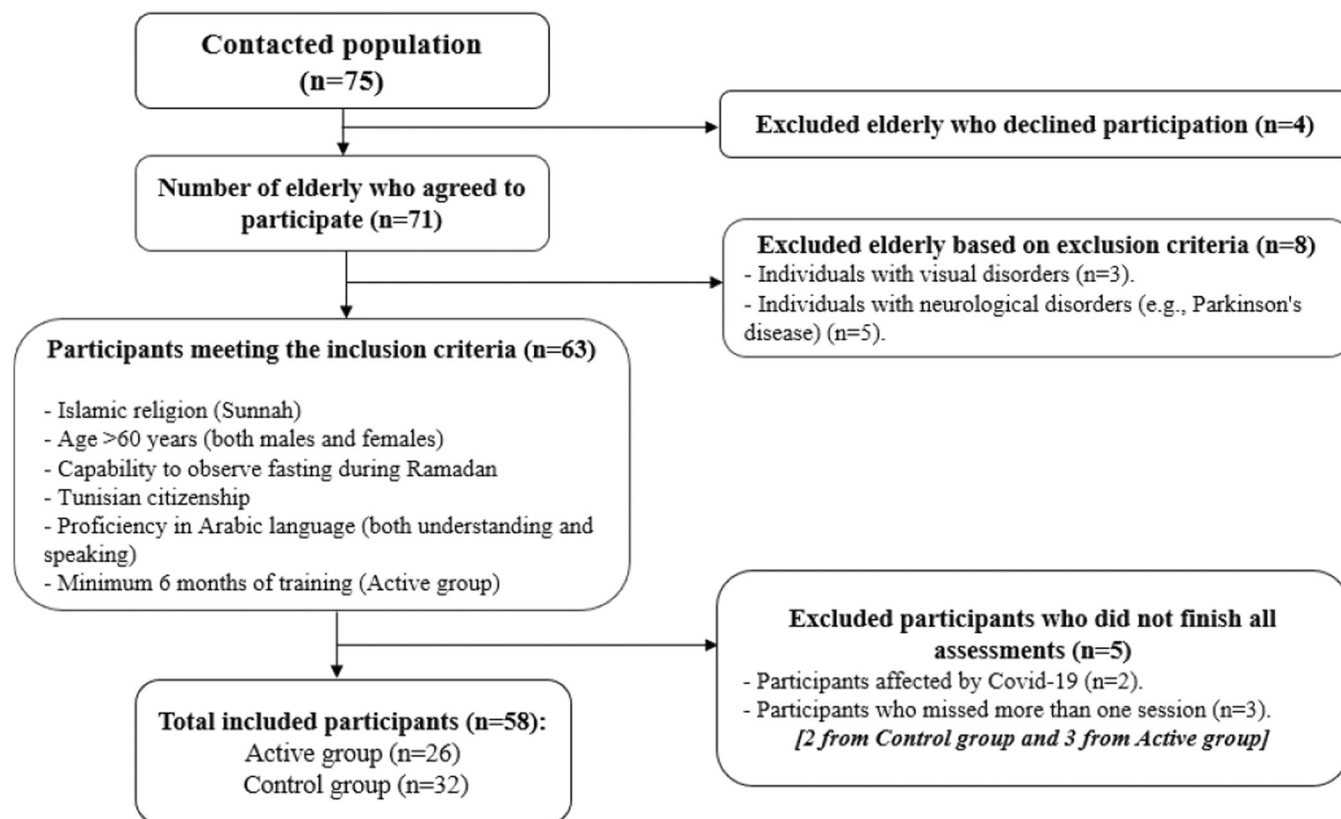 Contacted population
(n=75)
Excluded elderly who declined participation (n=4)
Number of elderly who agreed to
participate (n=71)
Excluded elderly based on exclusion criteria (n=8)
- Individuals with visual disorders (n=3).
- Individuals with neurological disorders (e.g., Parkinson's
disease) (n=5).
Participants meeting the inclusion criteria (n=63)
- Islamic religion (Sunnah)
- Age >60 years (both males and females)
- Capability to observe fasting during Ramadan
- Tunisian citizenship
- Proficiency in Arabic language (both understanding and
speaking)
- Minimum 6 months of training (Active group)
Excluded participants who did not finish all
assessments (n=5)
- Participants affected by Covid-19 (n=2).
- Participants who missed more than one session (n=3).
[2 from Control group and 3 from Active group]
Total included participants (n=58):
Active group (n=26)
Control group (n=32)